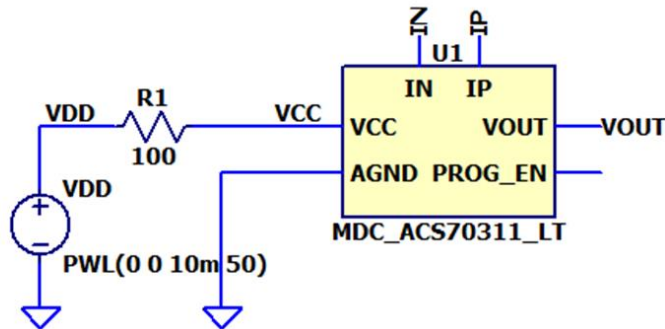 IN IP
U1
R1
VDD
VCC
IN IP
VCC VOUT
VOUT
100
AGND PROG_EN
VDD
MDC_ACS70311_LT
PWL(0 0 10m 50)